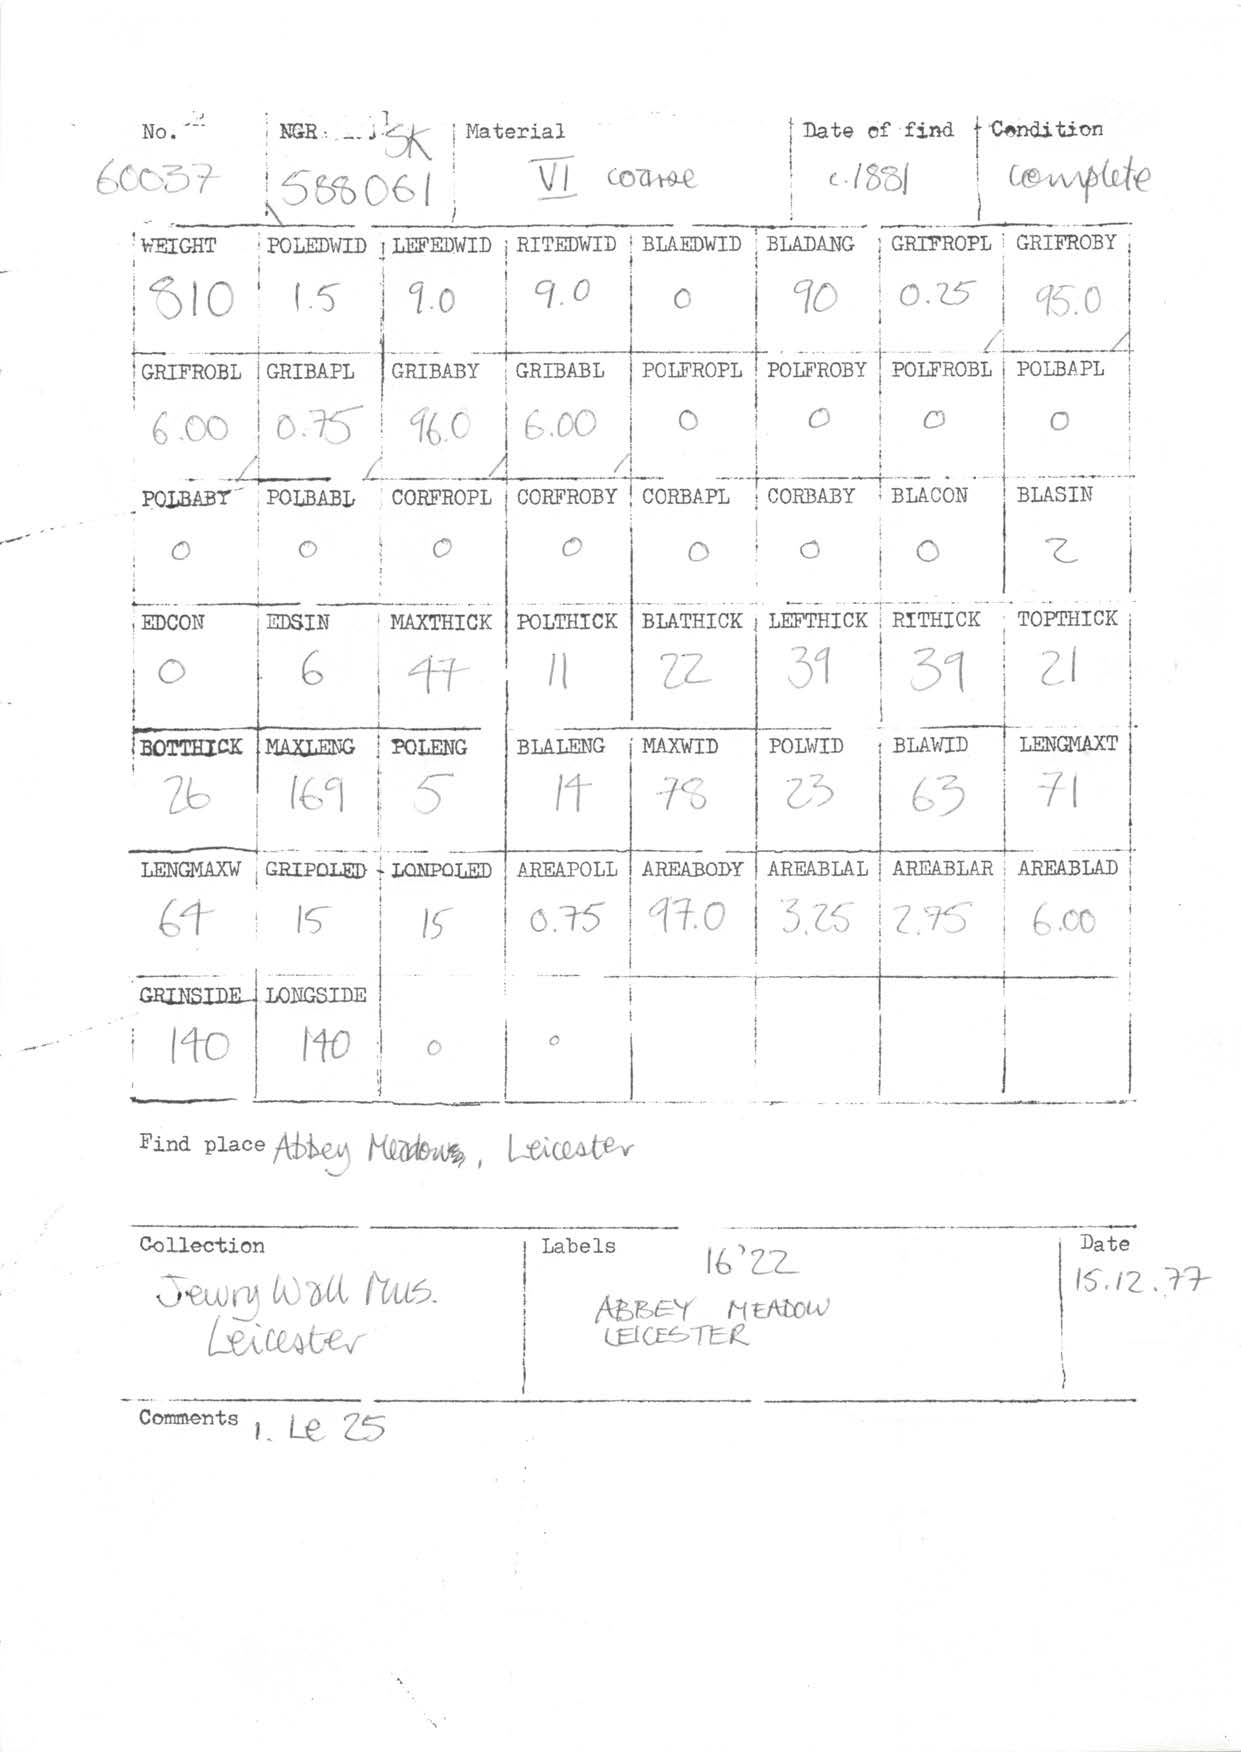 No. NGR SK Material Date of find Condition
60037 588061 VI coarse c.1881 complete
WEIGHT POLEDWID LEFEDWID RITEDWID BLAEDWID BLADANG GRIFROPL GRIFROBY
810 1.5 9.0 9.0 0 90 0.25 95.0
GRIFROBL GRIBAPL GRIBABY GRIBABL POLFROPL POLFROBY POLFROBL POLBAPL
6.00 0.75 96.0 6.00 0 0 0 0
POLBABY POLBABL CORFROPL CORFROBY CORBAPL CORBABY BLACON BLASIN
0 0 0 0 0 0 0 2
EDCON EDSIN MAXTHICK POLTHICK BLATHICK LEFTHICK RITHICK TOPTHICK
0 6 47 11 22 39 39 21
BOTTHICK MAXLENG POLENG BLALENG MAXWID POLWID BLAWID LENGMAXT
26 169 5 14 78 23 63 71
LENGMAXW GRIPOLED LONPOLED AREAPOLL AREABODY AREABLAL AREABLAR AREABLAD
64 15 15 0.75 97.0 3.25 2.75 6.00
GRINSIDE LONGSIDE
140 140 0 0
Find place Abbey Meadows, Leicester
Collection Labels Date
16'22
Jewry Wall Mus. 15.12.77
Leicester
ABBEY MEADOW
LEICESTER
Comments 1. Le 25